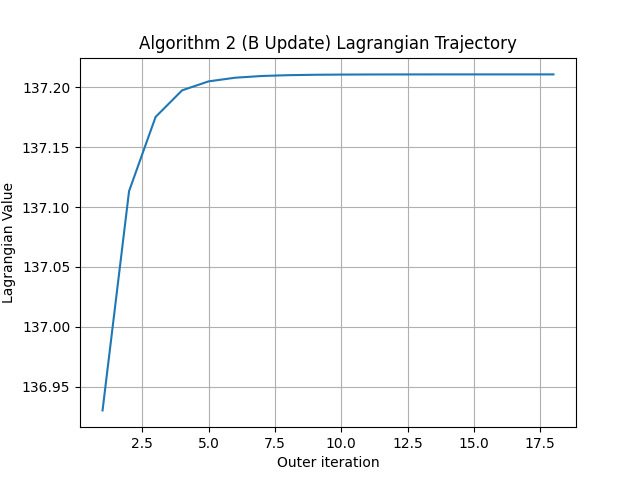 Algorithm 2 (B Update) Lagrangian Trajectory
Lagrangian Value
137.20
137.15
137.10
137.05
137.00
136.95
2.5 5.0 7.5 10.0 12.5 15.0 17.5
Outer iteration